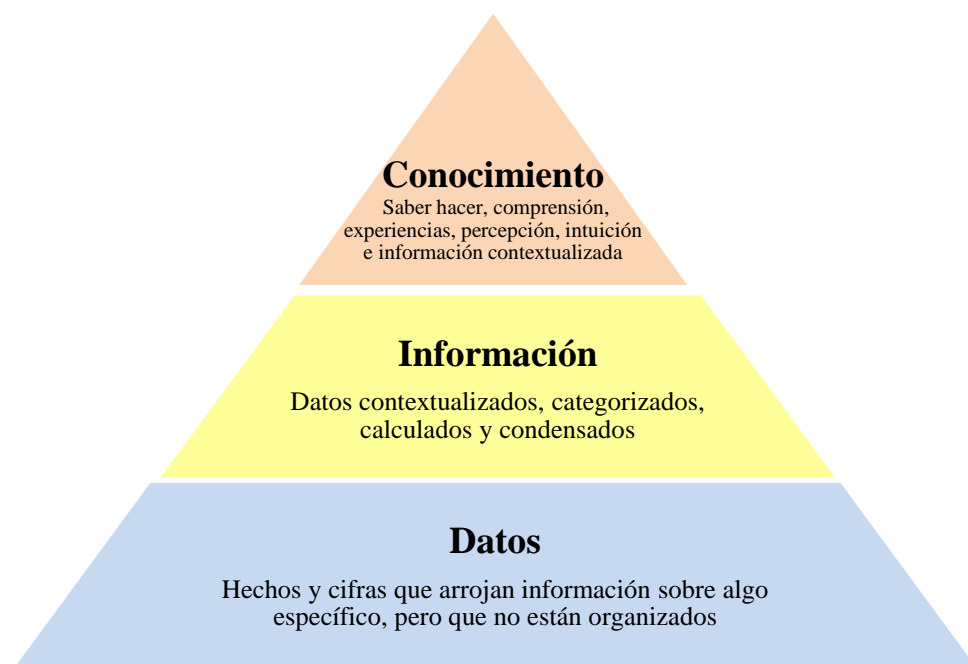 Conocimiento
Saber hacer, comprensión,
experiencias, percepción, intuición
e información contextualizada
Información
Datos contextualizados, categorizados,
calculados y condensados
Datos
Hechos y cifras que arrojan información sobre algo
específico, pero que no están organizados